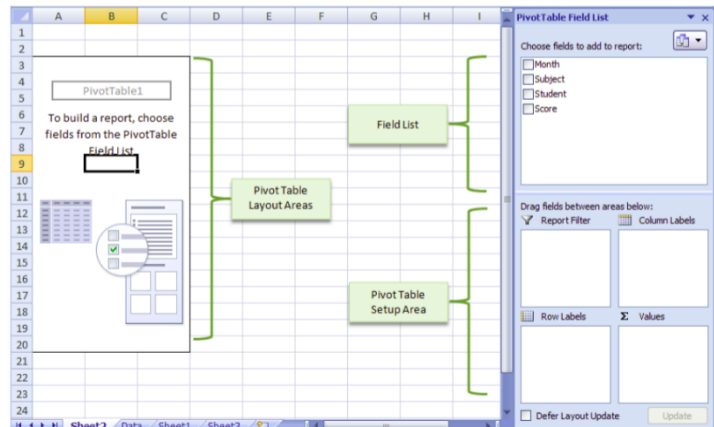 A B C D E F G H I
PivotTable Field List
1
2
3
4
5
6
7
8
9
10
11
12
13
14
15
16
17
18
19
20
21
22
23
24
PivotTable1
To build a report, choose
fields from the PivotTable
Field List
Pivot Table
Layout Areas
Field List
Pivot Table
Setup Area
Choose fields to add to report:
Month
Subject
Student
Score
Drag fields between areas below:
Report Filter
Column Labels
Row Labels
Σ Values
Defer Layout Update
Update
Sheet2 Data Sheet1 Sheet3